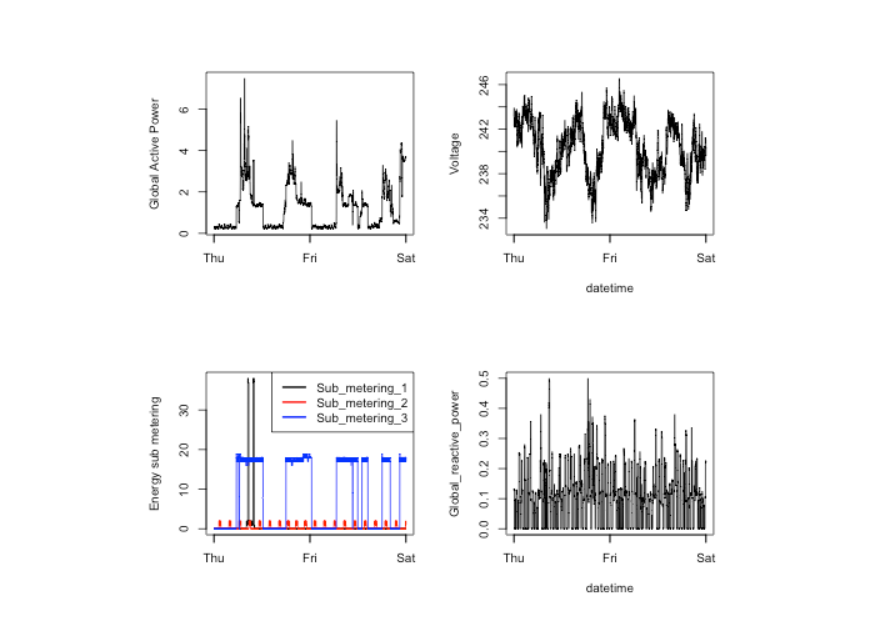 Global Active Power
0
2
4
6
Thu
Fri
Sat
Voltage
234
238
242
246
Thu
Fri
Sat
datetime
Energy sub metering
0
10
20
30
Sub_metering_1
Sub_metering_2
Sub_metering_3
Thu
Fri
Sat
Global_reactive_power
0.0
0.1
0.2
0.3
0.4
0.5
Thu
Fri
Sat
datetime